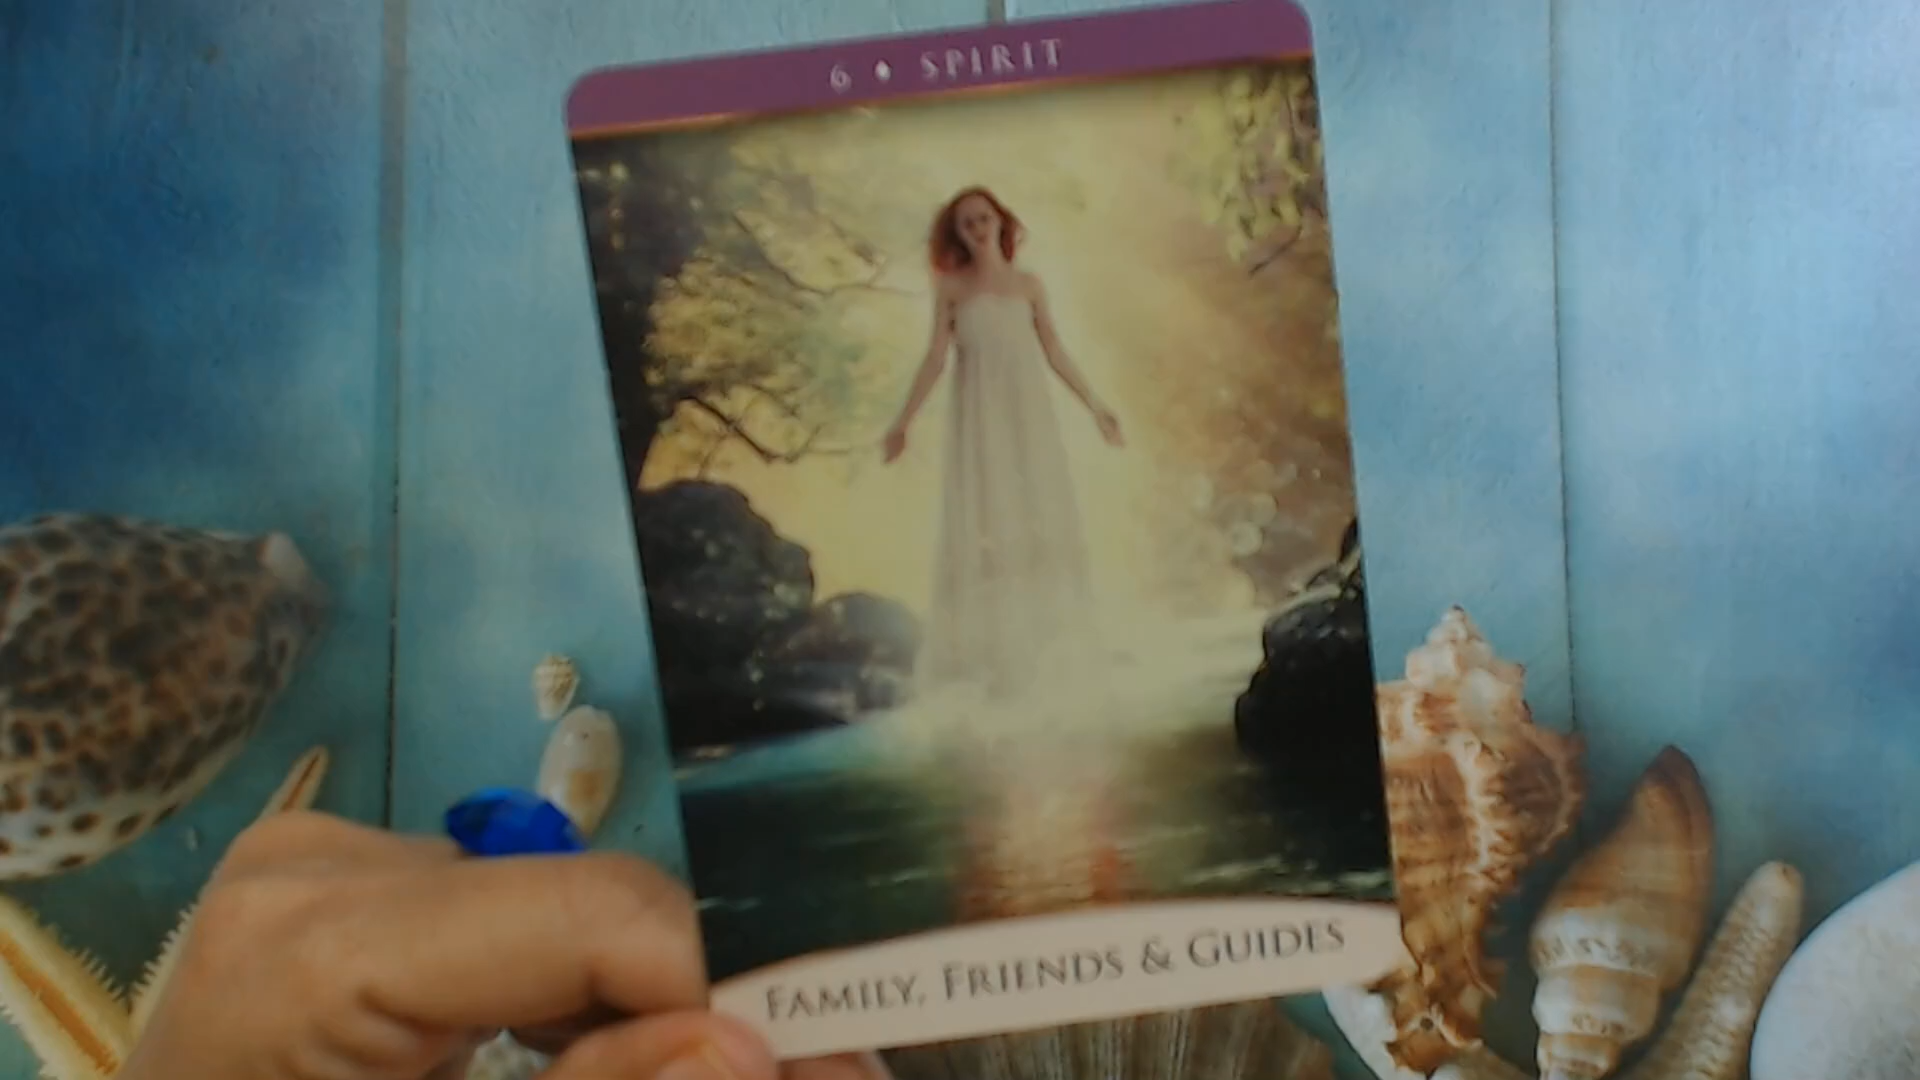 6 ♦ SPIRIT
FAMILY, FRIENDS & GUIDES